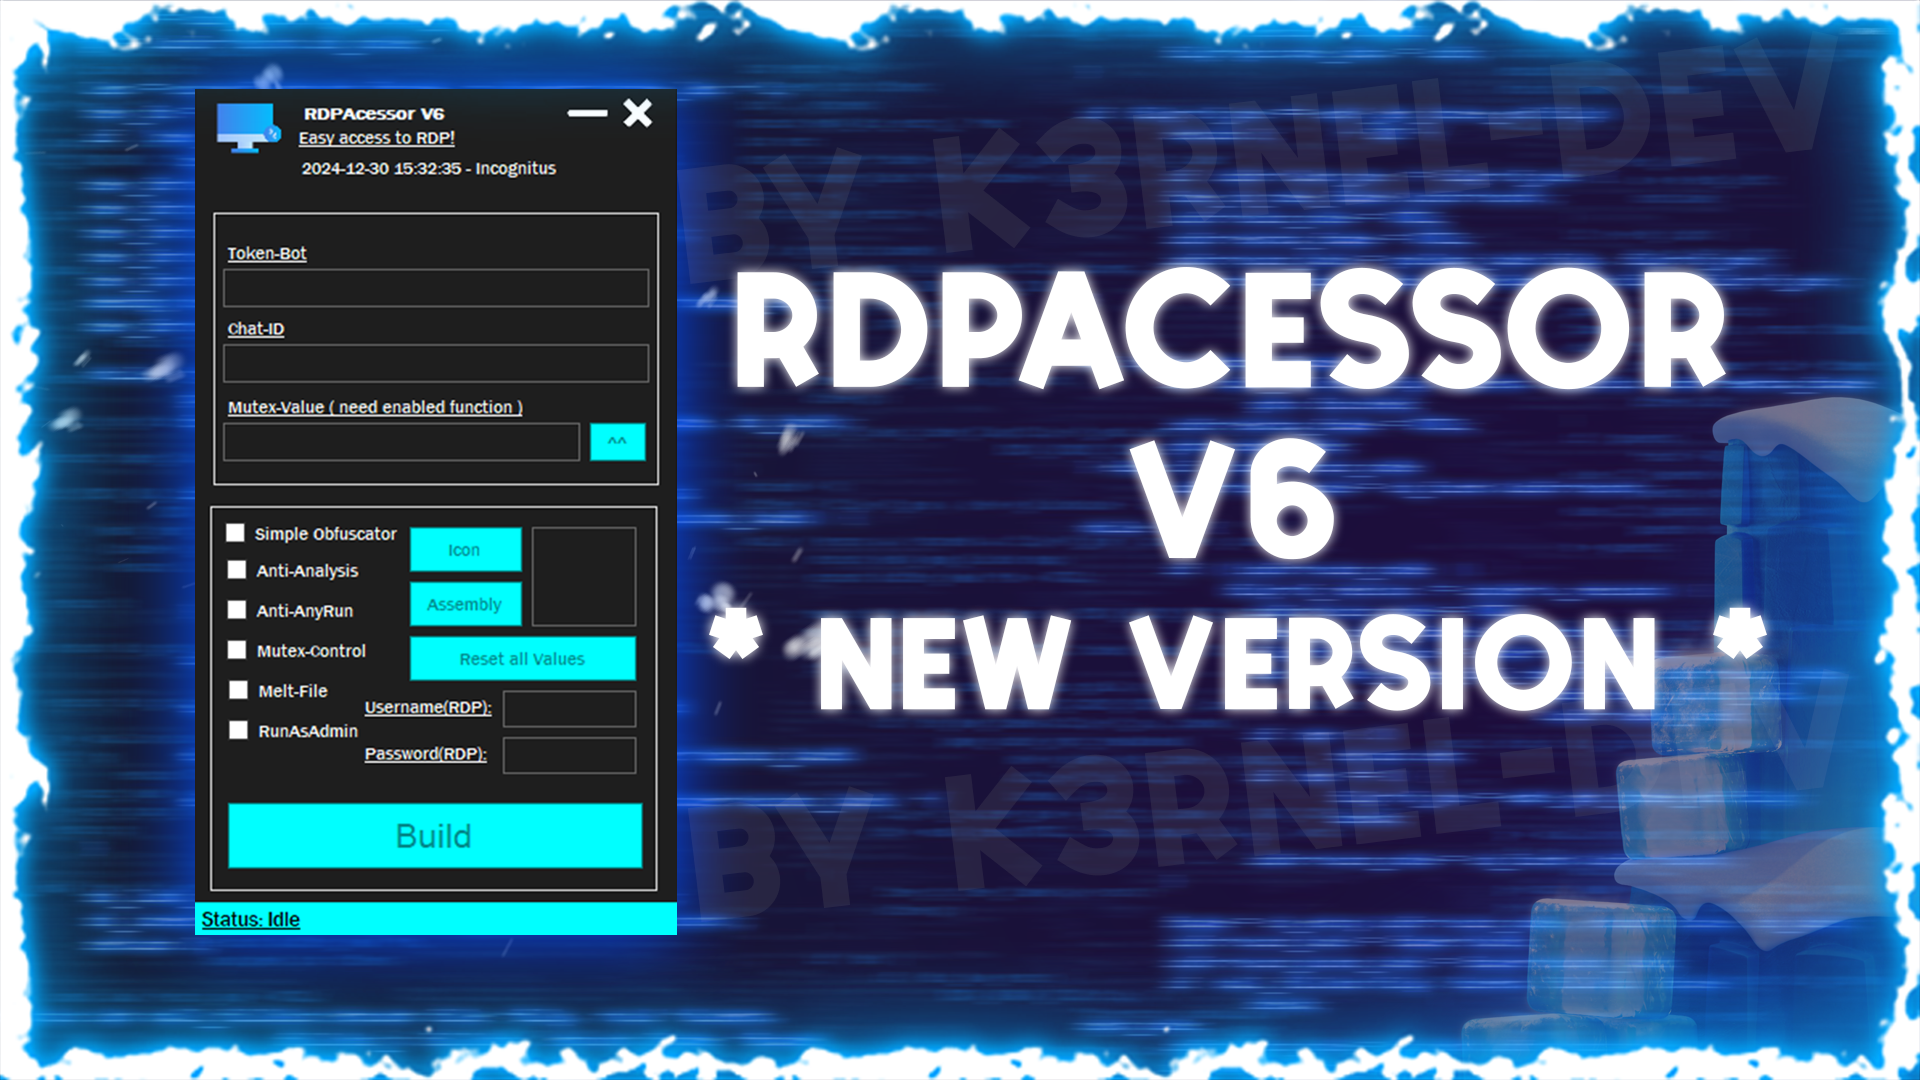 RDPAcessor V6
Easy access to RDP!
2024-12-30 15:32:35 - Incognitus
Token-Bot
Chat-ID
Mutex-Value ( need enabled function )
^^
Simple Obfuscator
Icon
Anti-Analysis
Assembly
Anti-AnyRun
Mutex-Control
Reset all Values
Melt-File
Username(RDP):
RunAsAdmin
Password(RDP):
Build
Status: Idle
BY K3RNEL-DEV
RDPACESSOR
V6
* NEW VERSION *
BY K3RNEL-DEV